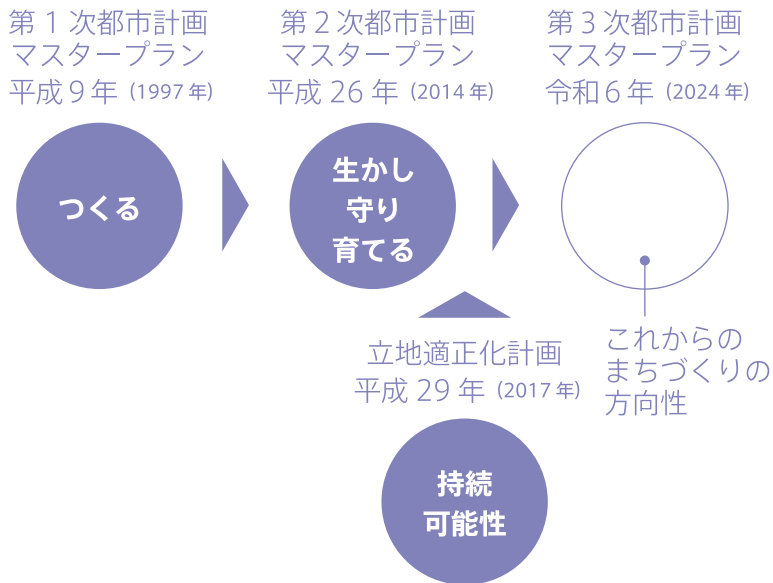 第1次都市計画
マスタープラン
平成9年（1997年）
つくる
第2次都市計画
マスタープラン
平成26年（2014年）
生かし
守り
育てる
第3次都市計画
マスタープラン
令和6年（2024年）
これからの
まちづくりの
方向性
立地適正化計画
平成29年（2017年）
持続
可能性